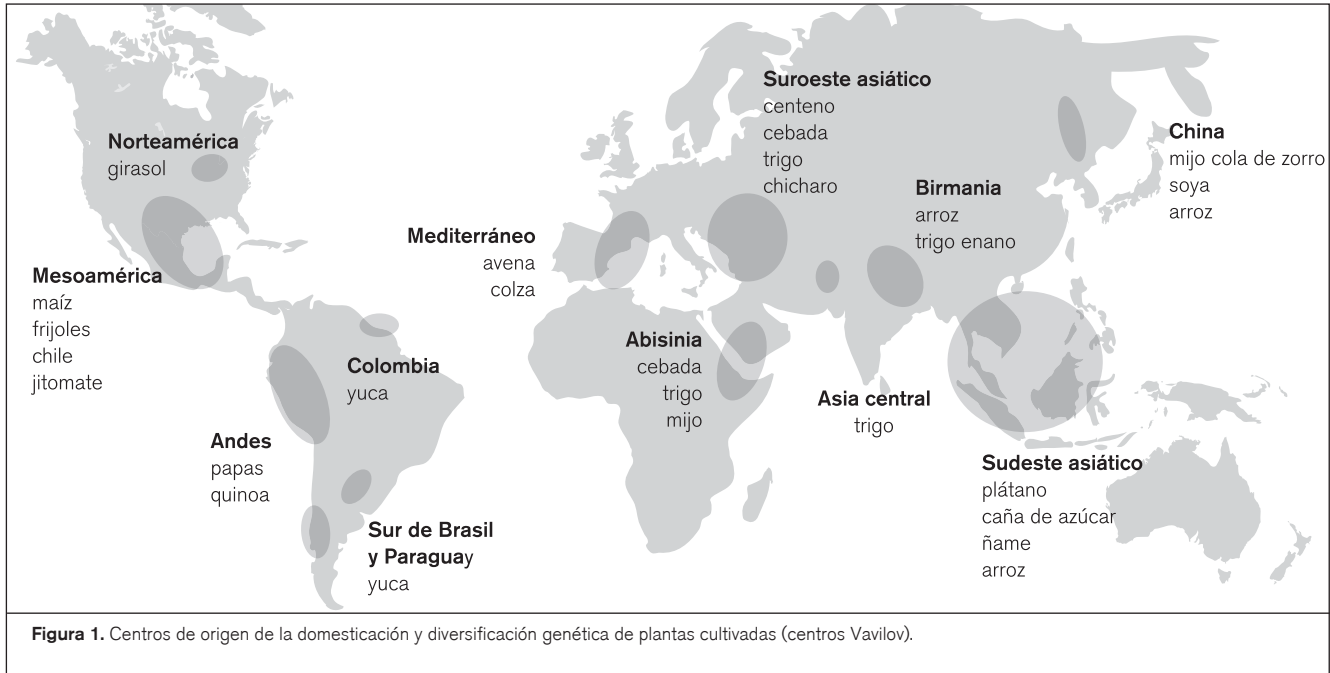 Suroeste asiático
centeno
cebada
trigo
chicharo
Norteamérica
girasol
China
mijo cola de zorro
soya
arroz
Birmania
arroz
trigo enano
Mediterráneo
avena
colza
Mesoamérica
maíz
frijoles
chile
jitomate
Abisinia
cebada
trigo
mijo
Colombia
yuca
Asia central
trigo
Andes
papas
quinoa
Sudeste asiático
plátano
caña de azúcar
ñame
arroz
Sur de Brasil
y Paraguay
yuca
Figura 1. Centros de origen de la domesticación y diversificación genética de plantas cultivadas (centros Vavilov).